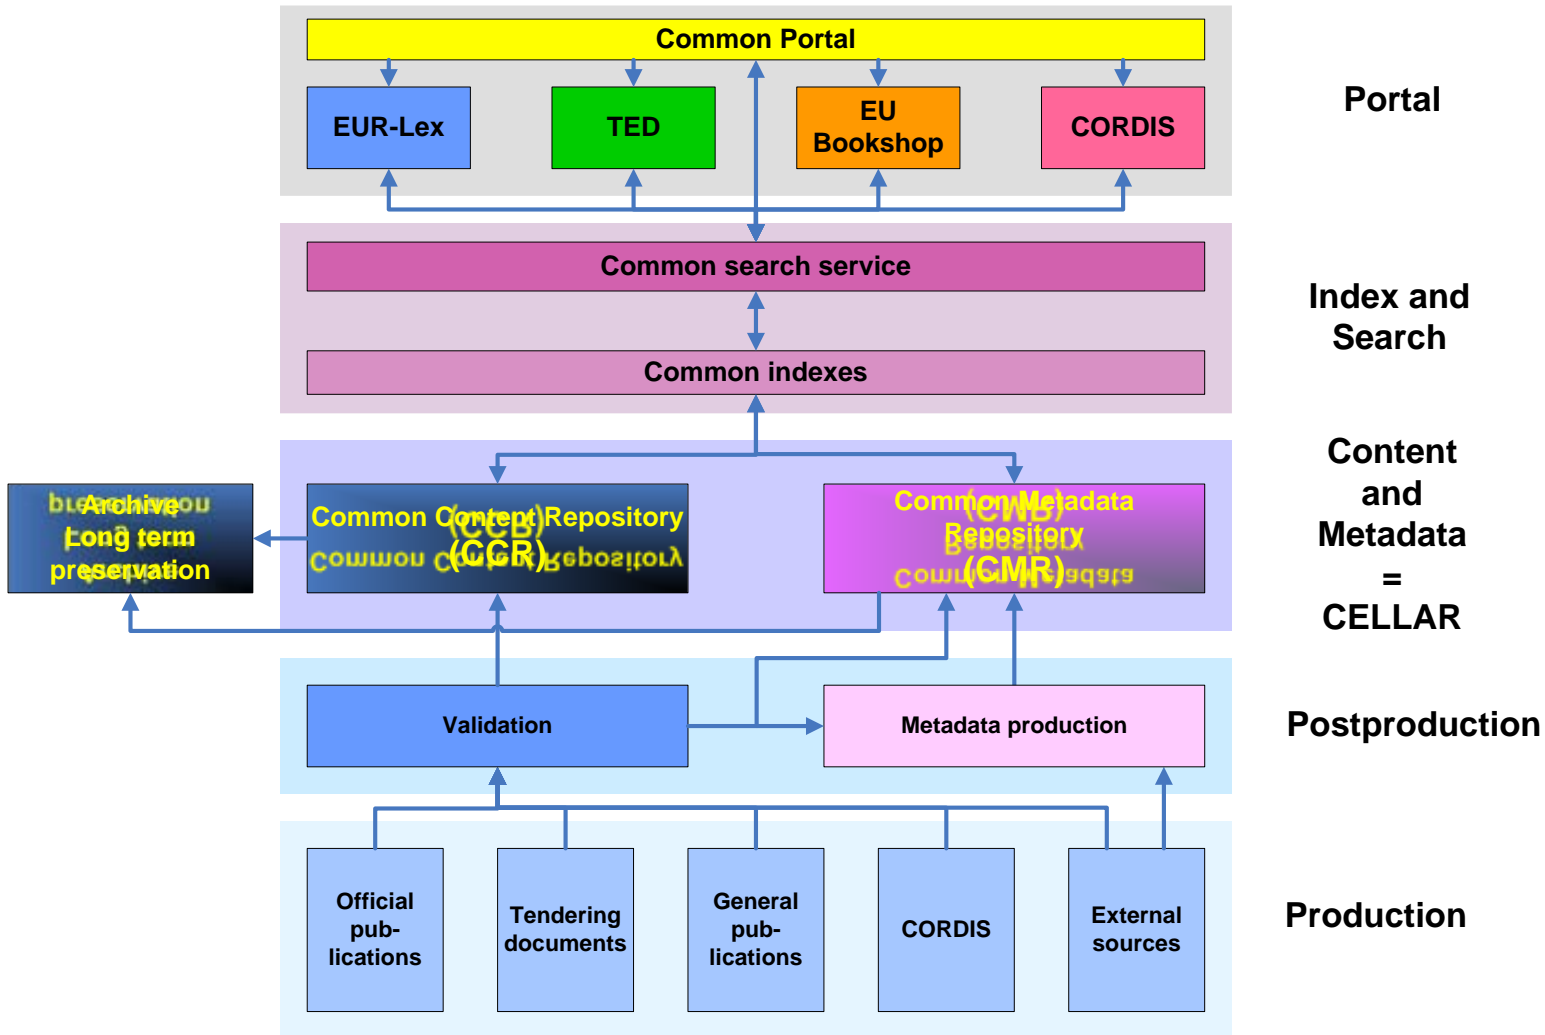 Common Portal
EUR-Lex
TED
EU
Bookshop
CORDIS
Portal
Common search service
Common indexes
Index and
Search
Archive
Long term
preservation
Common Content Repository
(CCR)
Common Metadata
Repository
(CMR)
Content
and
Metadata
=
CELLAR
Validation
Metadata production
Postproduction
Official
pub-
lications
Tendering
documents
General
pub-
lications
CORDIS
External
sources
Production